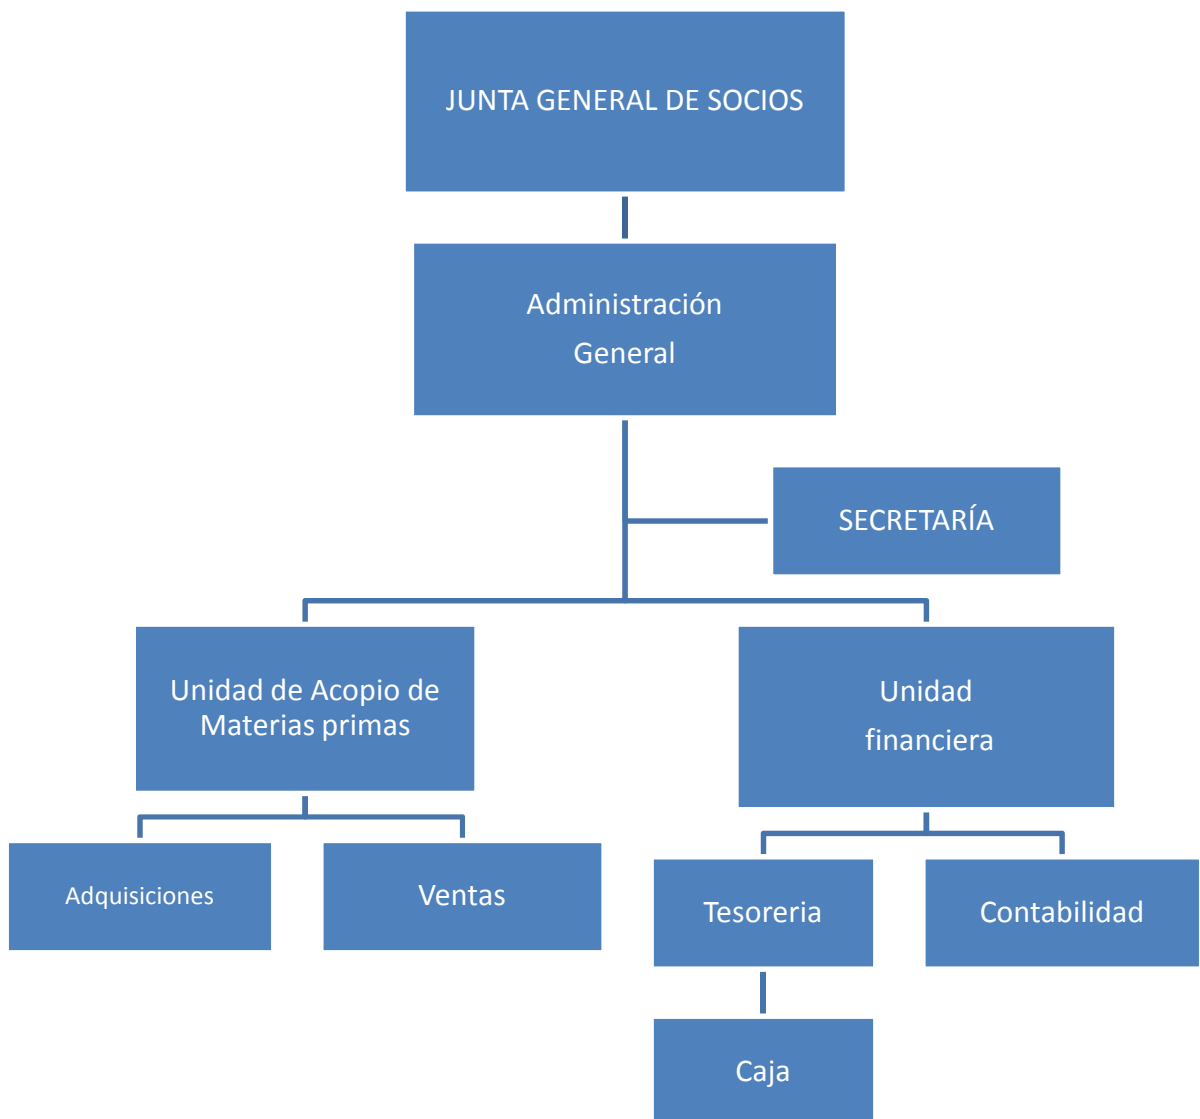 JUNTA GENERAL DE SOCIOS
Administración
General
SECRETARÍA
Unidad de Acopio de
Materias primas
Unidad
financiera
Adquisiciones
Ventas
Tesoreria
Contabilidad
Caja